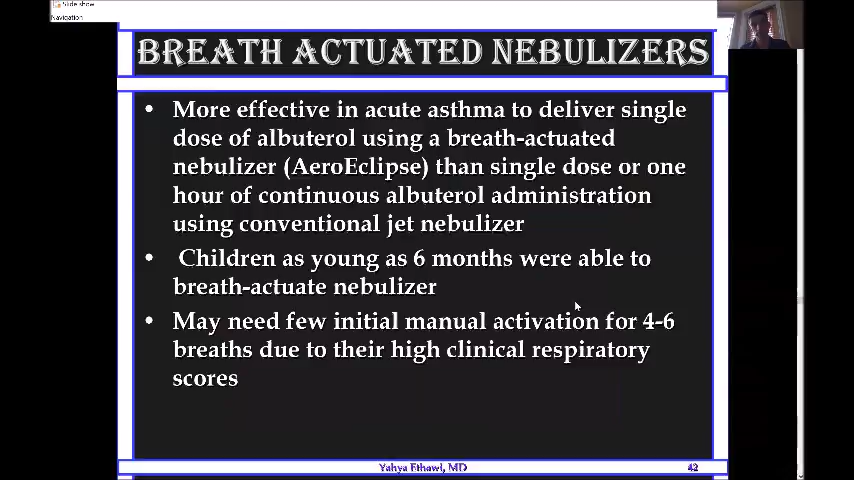 Slide show
Navigation
BREATH ACTUATED NEBULIZERS
• More effective in acute asthma to deliver single
dose of albuterol using a breath-actuated
nebulizer (AeroEclipse) than single dose or one
hour of continuous albuterol administration
using conventional jet nebulizer
• Children as young as 6 months were able to
breath-actuate nebulizer
• May need few initial manual activation for 4-6
breaths due to their high clinical respiratory
scores
Yahya Ethawi, MD
42